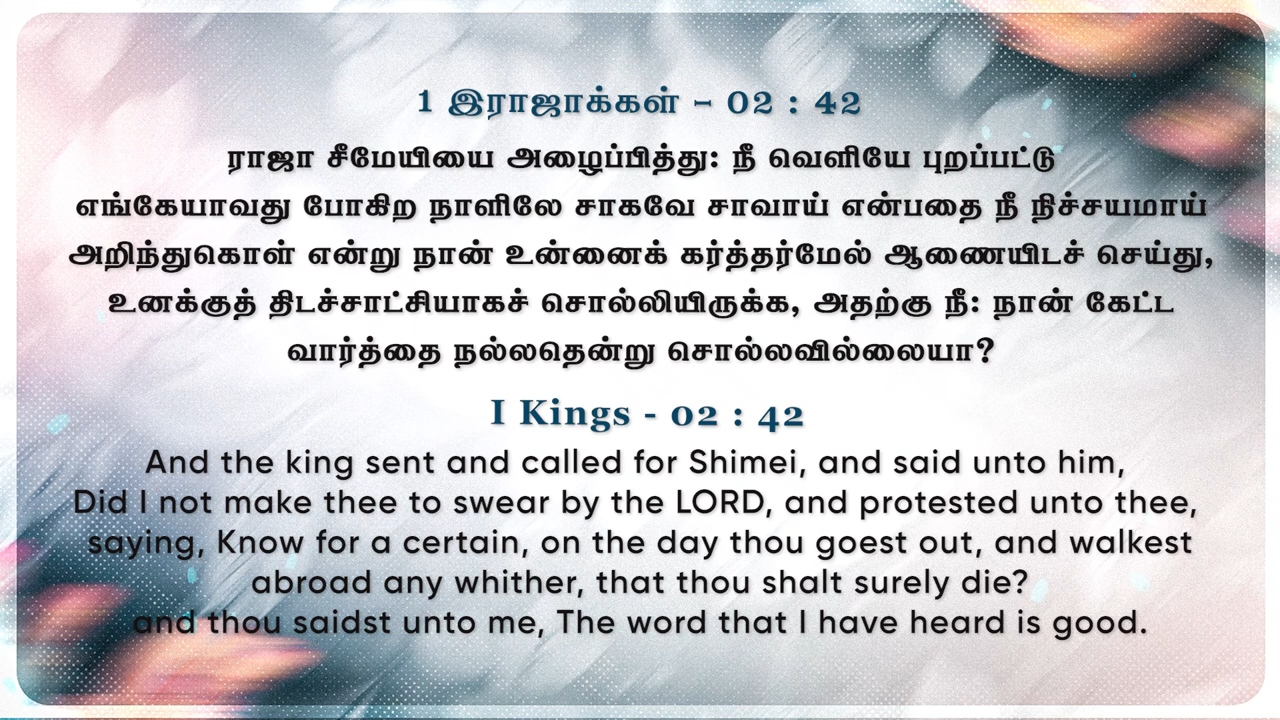 1 இராஜாக்கள் - 02 : 42
ராஜா சீமேயியை அழைப்பித்து: நீ வெளியே புறப்பட்டு
எங்கேயாவது போகிற நாளிலே சாகவே சாவாய் என்பதை நீ நிச்சயமாய்
அறிந்துகொள் என்று நான் உன்னைக் கர்த்தர்மேல் ஆணையிடச் செய்து,
உனக்குத் திடச்சாட்சியாகச் சொல்லியிருக்க, அதற்கு நீ: நான் கேட்ட
வார்த்தை நல்லதென்று சொல்லவில்லையா?
I Kings - 02 : 42
And the king sent and called for Shimei, and said unto him,
Did I not make thee to swear by the LORD, and protested unto thee,
saying, Know for a certain, on the day thou goest out, and walkest
abroad any whither, that thou shalt surely die?
and thou saidst unto me, The word that I have heard is good.